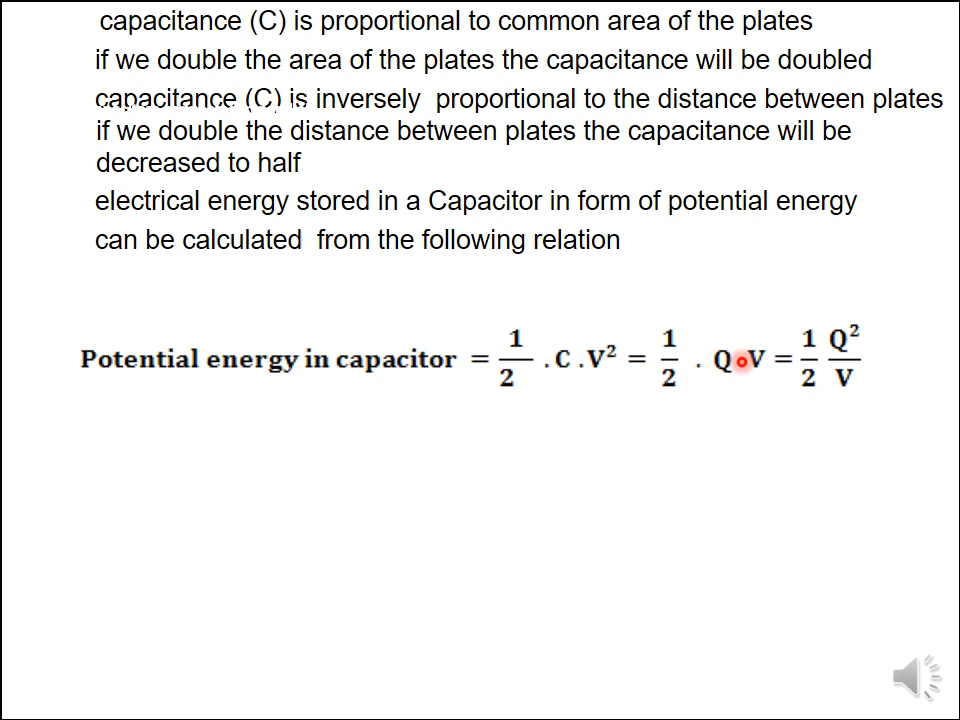 capacitance (C) is proportional to common area of the plates
if we double the area of the plates the capacitance will be doubled
capacitance (C) is inversely proportional to the distance between plates
if we double the distance between plates the capacitance will be
decreased to half
electrical energy stored in a Capacitor in form of potential energy
can be calculated from the following relation
Potential energy in capacitor = 1/2 . C . V² = 1/2 . Q . V = 1/2 Q²/V